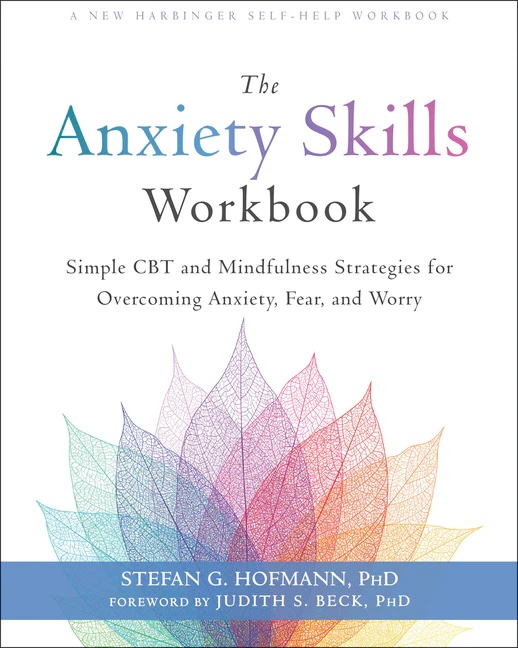 A NEW HARBINGER SELF-HELP WORKBOOK
The
Anxiety Skills
Workbook
Simple CBT and Mindfulness Strategies for
Overcoming Anxiety, Fear, and Worry
STEFAN G. HOFMANN, PhD
FOREWORD BY JUDITH S. BECK, PhD